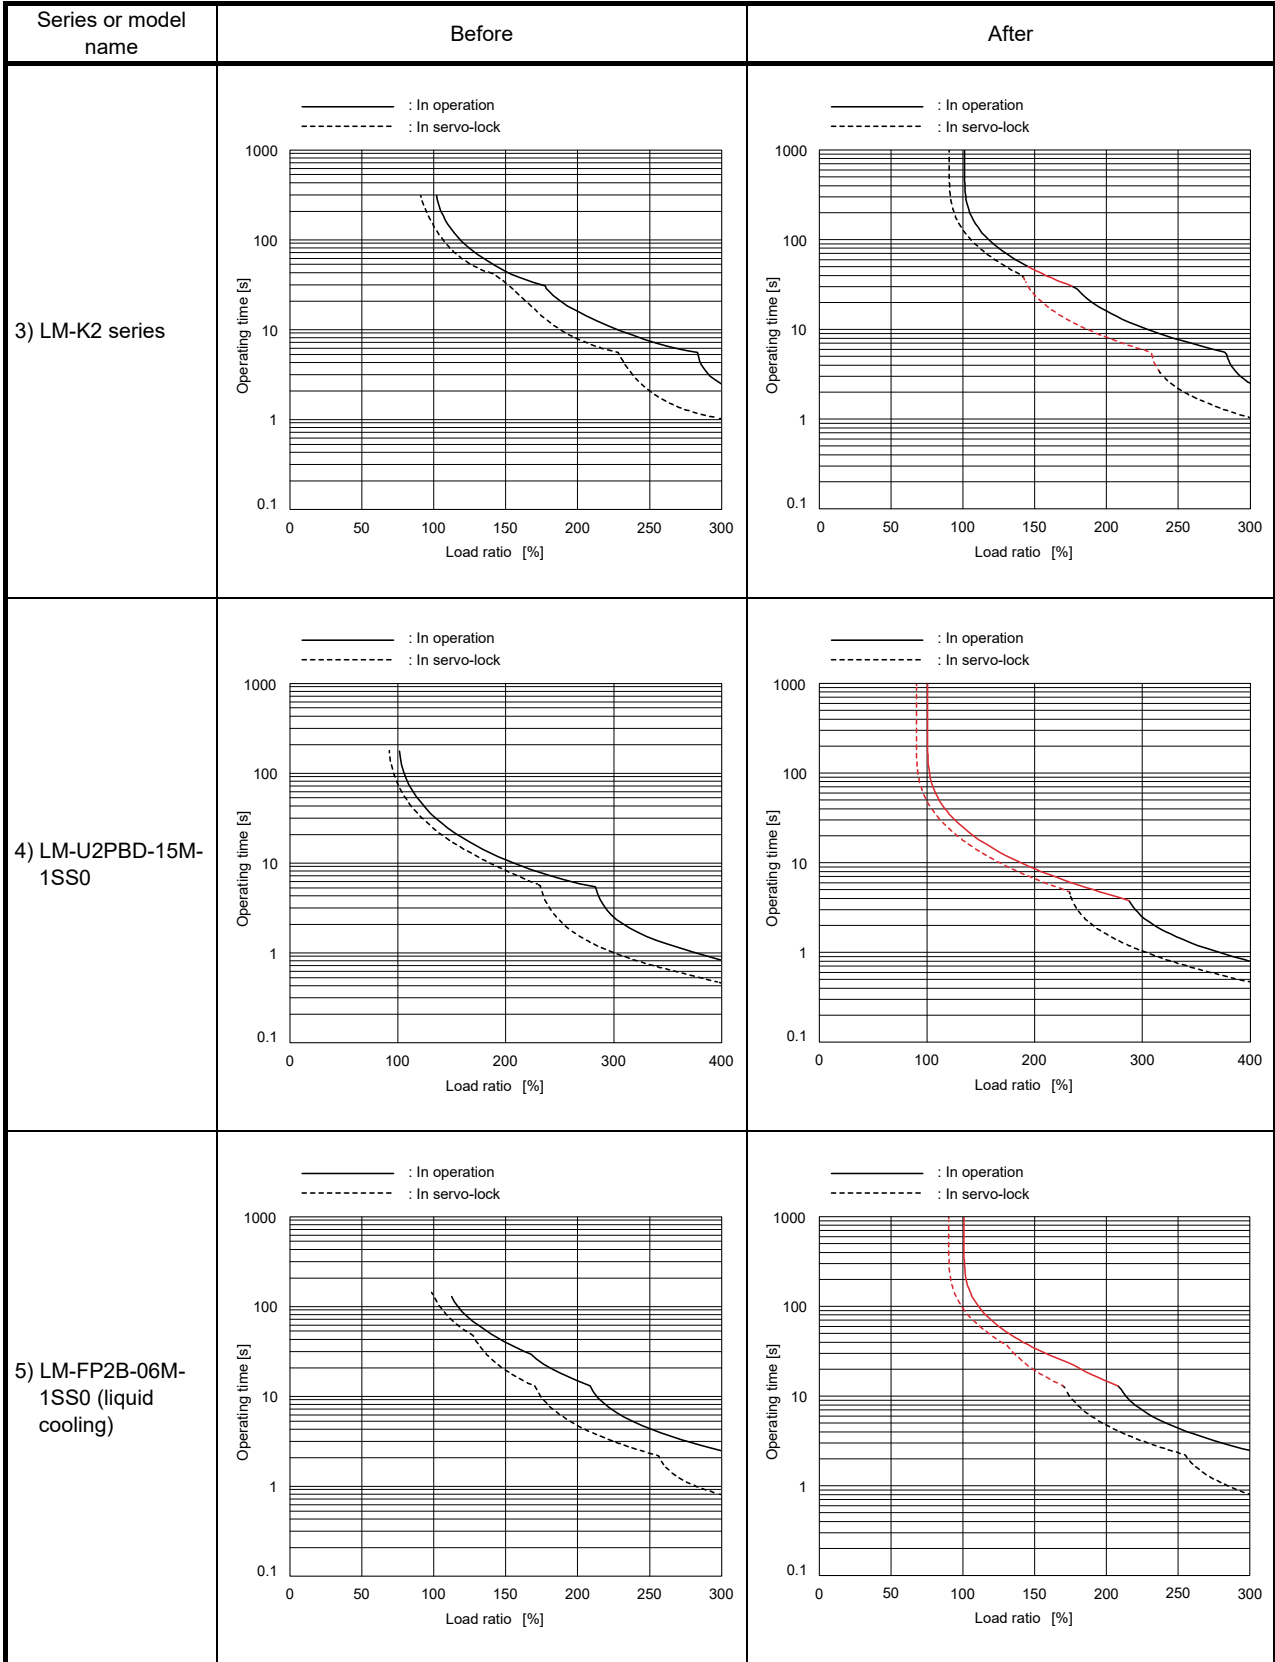 Series or model
name
Before
After
3) LM-K2 series
: In operation
: In servo-lock
1000
100
10
1
0.1
Operating time [s]
0 50 100 150 200 250 300
Load ratio [%]
: In operation
: In servo-lock
1000
100
10
1
0.1
Operating time [s]
0 50 100 150 200 250 300
Load ratio [%]
4) LM-U2PBD-15M-
1SS0
: In operation
: In servo-lock
1000
100
10
1
0.1
Operating time [s]
0 100 200 300 400
Load ratio [%]
: In operation
: In servo-lock
1000
100
10
1
0.1
Operating time [s]
0 100 200 300 400
Load ratio [%]
5) LM-FP2B-06M-
1SS0 (liquid
cooling)
: In operation
: In servo-lock
1000
100
10
1
0.1
Operating time [s]
0 50 100 150 200 250 300
Load ratio [%]
: In operation
: In servo-lock
1000
100
10
1
0.1
Operating time [s]
0 50 100 150 200 250 300
Load ratio [%]